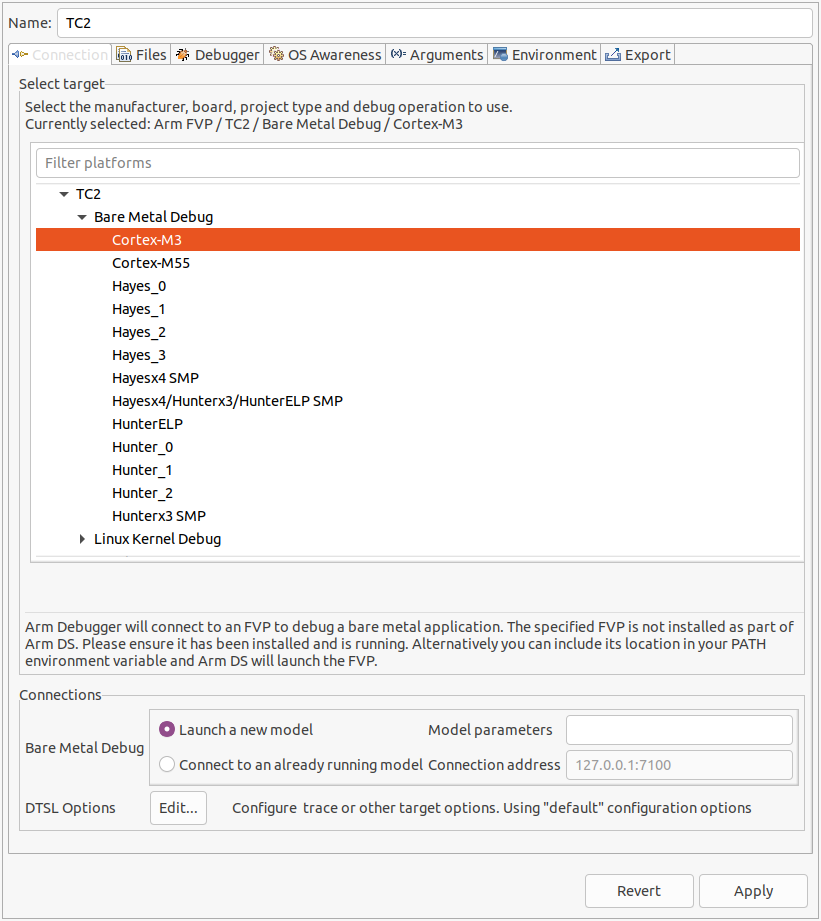 Name: TC2
Connection Files Debugger OS Awareness (x)= Arguments Environment Export
Select target
Select the manufacturer, board, project type and debug operation to use.
Currently selected: Arm FVP / TC2 / Bare Metal Debug / Cortex-M3
Filter platforms
TC2
Bare Metal Debug
Cortex-M3
Cortex-M55
Hayes_0
Hayes_1
Hayes_2
Hayes_3
Hayesx4 SMP
Hayesx4/Hunterx3/HunterELP SMP
HunterELP
Hunter_0
Hunter_1
Hunter_2
Hunterx3 SMP
Linux Kernel Debug
Arm Debugger will connect to an FVP to debug a bare metal application. The specified FVP is not installed as part of
Arm DS. Please ensure it has been installed and is running. Alternatively you can include its location in your PATH
environment variable and Arm DS will launch the FVP.
Connections
Bare Metal Debug
Launch a new model Model parameters
Connect to an already running model Connection address 127.0.0.1:7100
DTSL Options Edit... Configure trace or other target options. Using "default" configuration options
Revert Apply